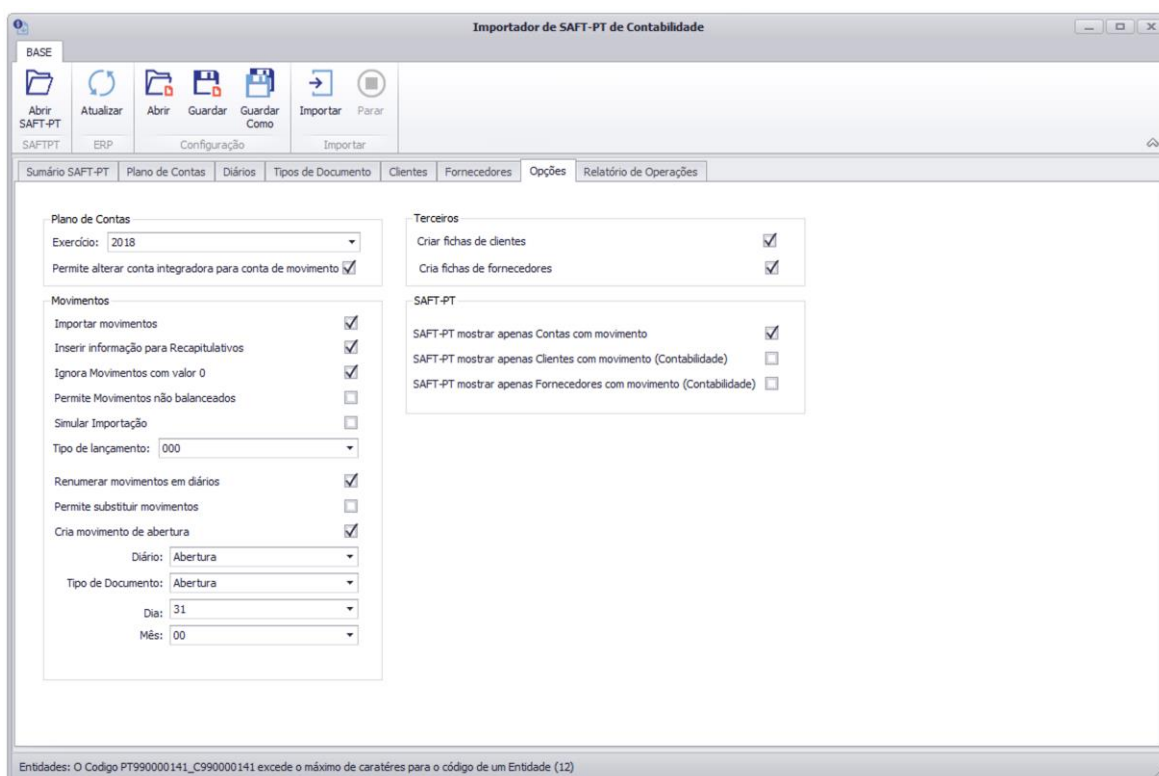 Importador de SAFT-PT de Contabilidade
BASE
Abrir SAFT-PT
Atualizar
Abrir
Guardar
Guardar Como
Importar
Parar
SAFTPT
ERP
Configuração
Importar
Sumário SAFT-PT
Plano de Contas
Diários
Tipos de Documento
Clientes
Fornecedores
Opções
Relatório de Operações
Plano de Contas
Exercício: 2018
Permite alterar conta integradora para conta de movimento
Movimentos
Importar movimentos
Inserir informação para Recapitulativos
Ignora Movimentos com valor 0
Permite Movimentos não balanceados
Simular Importação
Tipo de lançamento: 000
Renumerar movimentos em diários
Permite substituir movimentos
Cria movimento de abertura
Diário: Abertura
Tipo de Documento: Abertura
Dia: 31
Mês: 00
Terceiros
Criar fichas de clientes
Cria fichas de fornecedores
SAFT-PT
SAFT-PT mostrar apenas Contas com movimento
SAFT-PT mostrar apenas Clientes com movimento (Contabilidade)
SAFT-PT mostrar apenas Fornecedores com movimento (Contabilidade)
Entidades: O Codigo PT990000141_C990000141 excede o máximo de caratéres para o código de um Entidade (12)